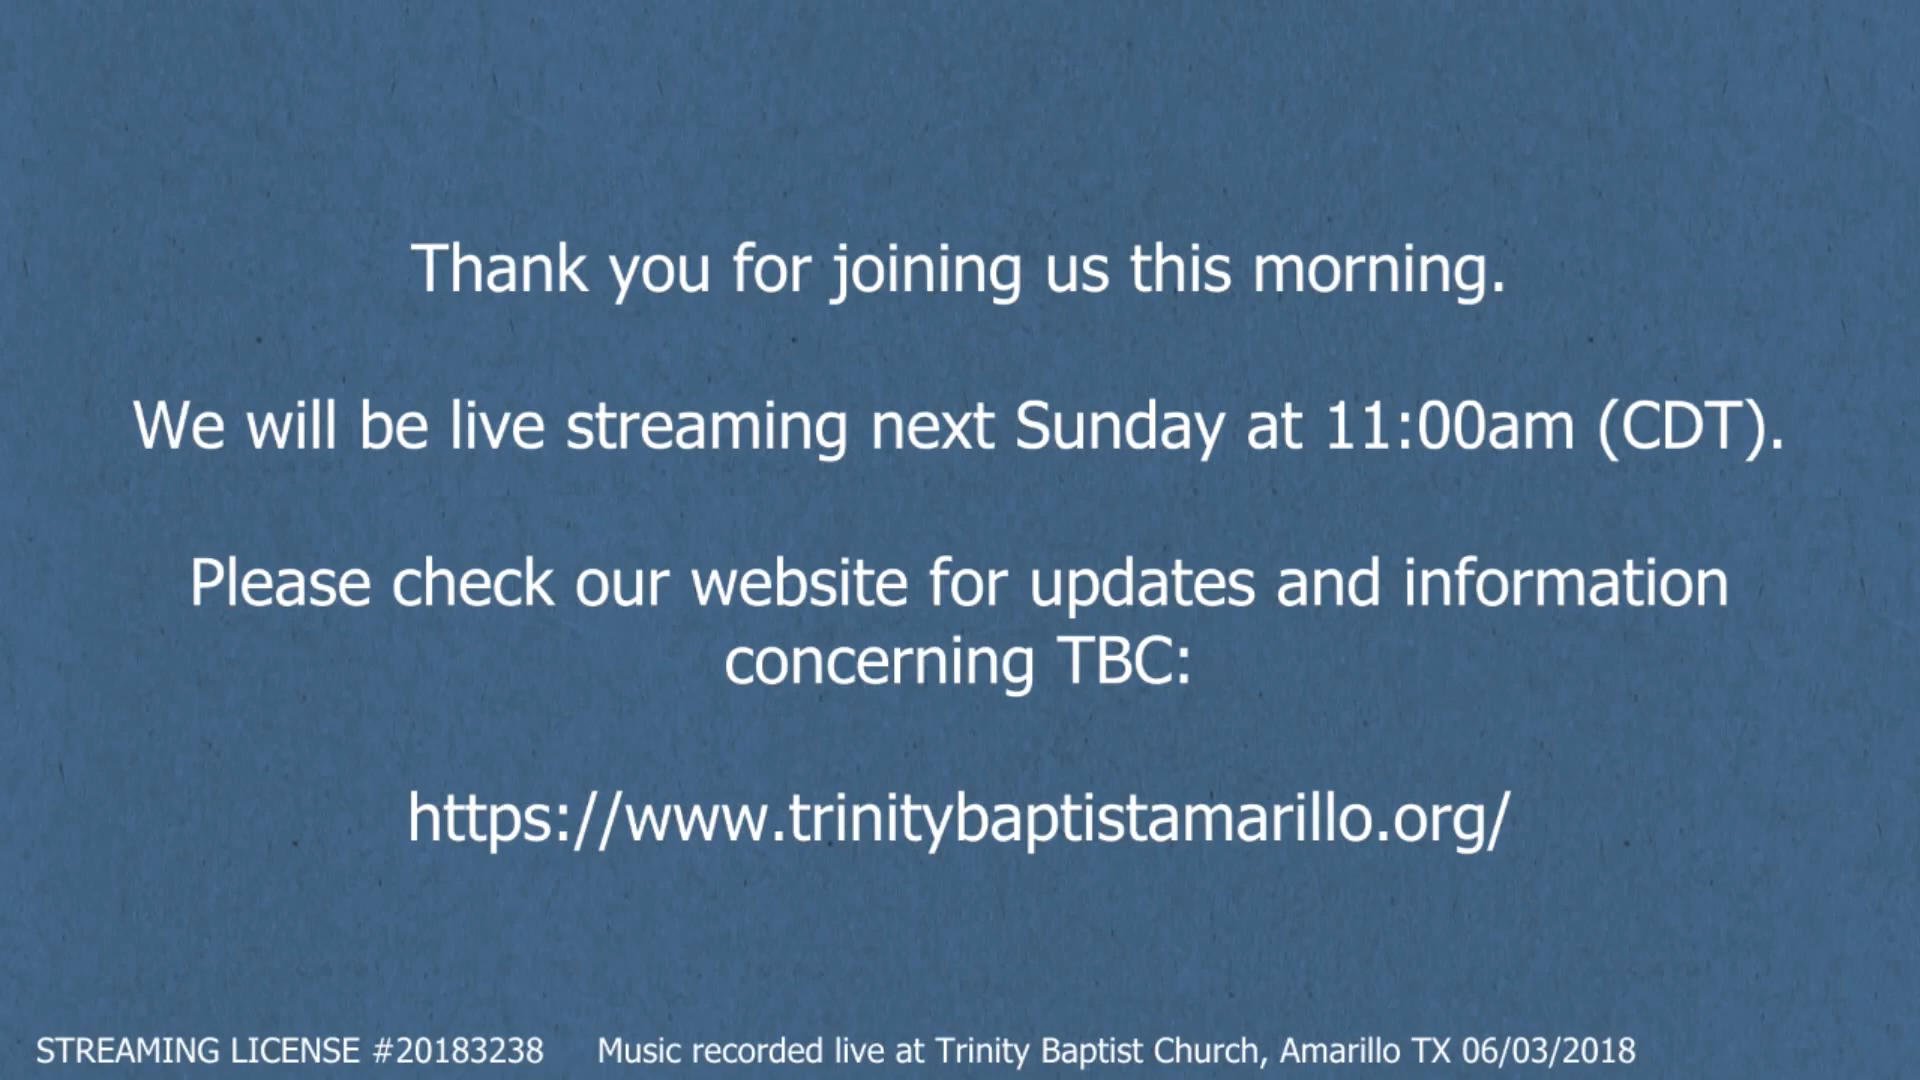 Thank you for joining us this morning.
We will be live streaming next Sunday at 11:00am (CDT).
Please check our website for updates and information
concerning TBC:
https://www.trinitybaptistamarillo.org/
STREAMING LICENSE #20183238 Music recorded live at Trinity Baptist Church, Amarillo TX 06/03/2018